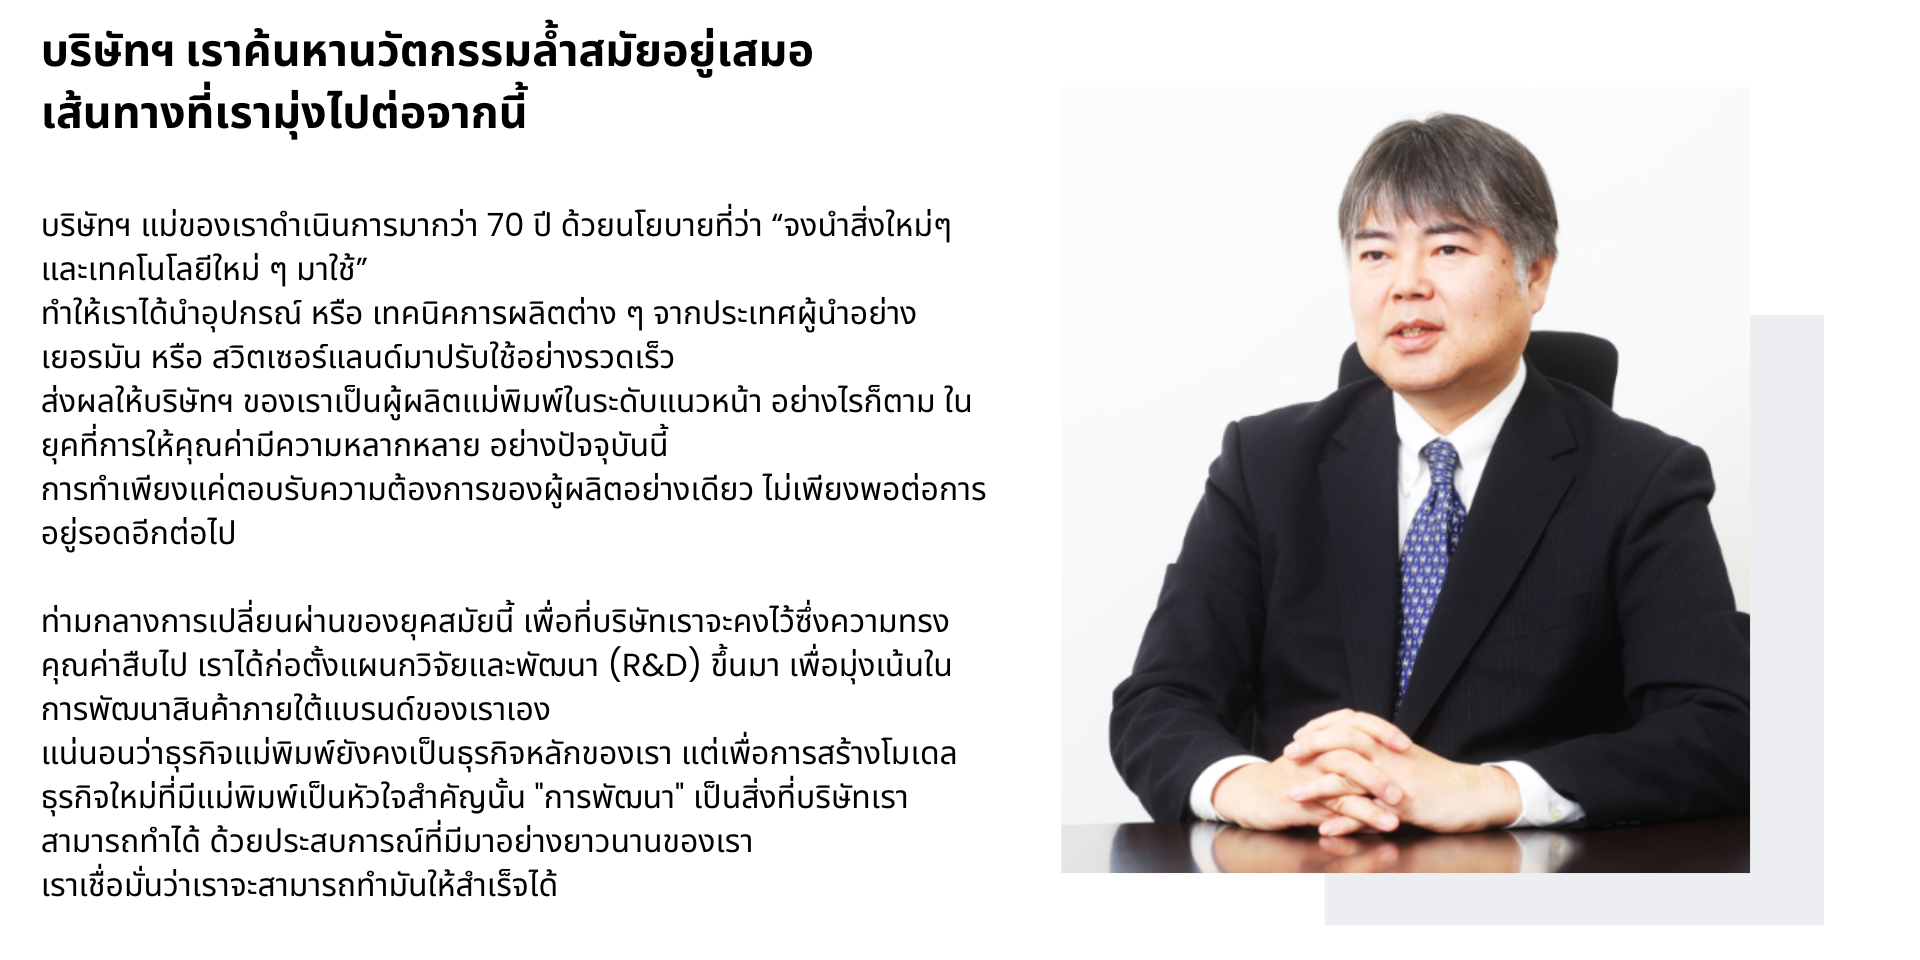 บริษัทฯ เราค้นหานวัตกรรมล้ำสมัยอยู่เสมอ
เส้นทางที่เรามุ่งไปต่อจากนี้
บริษัทฯ แม่ของเราดำเนินการมากว่า 70 ปี ด้วยนโยบายที่ว่า “จงนำสิ่งใหม่ๆ
และเทคโนโลยีใหม่ ๆ มาใช้”
ทำให้เราได้นำอุปกรณ์ หรือ เทคนิคการผลิตต่าง ๆ จากประเทศผู้นำอย่าง
เยอรมัน หรือ สวิตเซอร์แลนด์มาปรับใช้อย่างรวดเร็ว
ส่งผลให้บริษัทฯ ของเราเป็นผู้ผลิตแม่พิมพ์ในระดับแนวหน้า อย่างไรก็ตาม ใน
ยุคที่การให้คุณค่ามีความหลากหลาย อย่างปัจจุบันนี้
การทำเพียงแค่ตอบรับความต้องการของผู้ผลิตอย่างเดียว ไม่เพียงพอต่อการ
อยู่รอดอีกต่อไป
ท่ามกลางการเปลี่ยนผ่านของยุคสมัยนี้ เพื่อที่บริษัทเราจะคงไว้ซึ่งความทรง
คุณค่าสืบไป เราได้ก่อตั้งแผนกวิจัยและพัฒนา (R&D) ขึ้นมา เพื่อมุ่งเน้นใน
การพัฒนาสินค้าภายใต้แบรนด์ของเราเอง
แน่นอนว่าธุรกิจแม่พิมพ์ยังคงเป็นธุรกิจหลักของเรา แต่เพื่อการสร้างโมเดล
ธุรกิจใหม่ที่มีแม่พิมพ์เป็นหัวใจสำคัญนั้น "การพัฒนา" เป็นสิ่งที่บริษัทเรา
สามารถทำได้ ด้วยประสบการณ์ที่มีมาอย่างยาวนานของเรา
เราเชื่อมั่นว่าเราจะสามารถทำมันให้สำเร็จได้